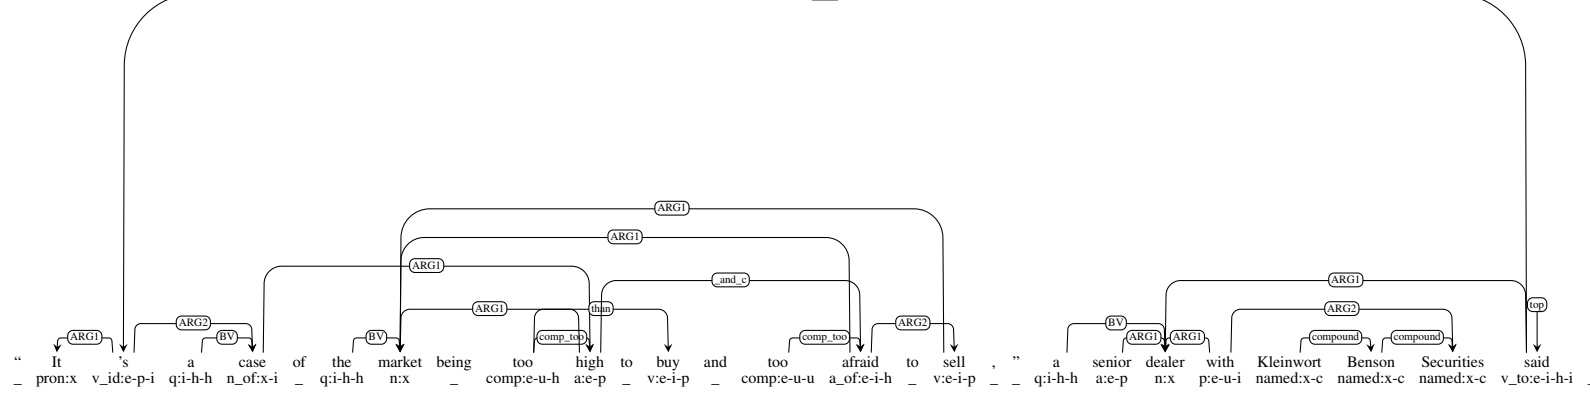 ARG1
ARG1
ARG1 _and_c ARG1
ARG1 than top
ARG2 BV ARG2
ARG1 BV BV comp_too comp_too ARG2 ARG1 ARG1 compound compound
“ It ’s a case of the market being too high to buy and too afraid to sell , ” a senior dealer with Kleinwort Benson Securities said
_ pron:x v_id:e-p-i q:i-h-h n_of:x-i _ q:i-h-h n:x _ comp:e-u-h a:e-p _ v:e-i-p _ comp:e-u-u a_of:e-i-h _ v:e-i-p _ _ q:i-h-h a:e-p n:x p:e-u-i named:x-c named:x-c named:x-c v_to:e-i-h-i